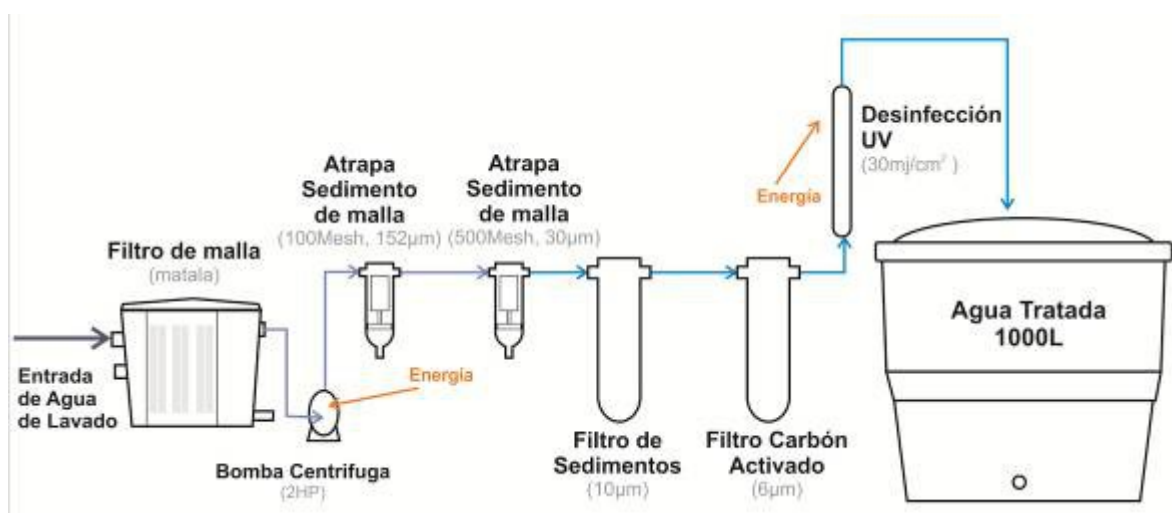 Entrada
de Agua
de Lavado
Filtro de malla
(matala)
Bomba Centrifuga
(2HP)
Energía
Atrapa
Sedimento
de malla
(100Mesh, 152µm)
Atrapa
Sedimento
de malla
(500Mesh, 30µm)
Filtro de
Sedimentos
(10µm)
Filtro Carbón
Activado
(6µm)
Energía
Desinfección
UV
(30mj/cm²)
Agua Tratada
1000L